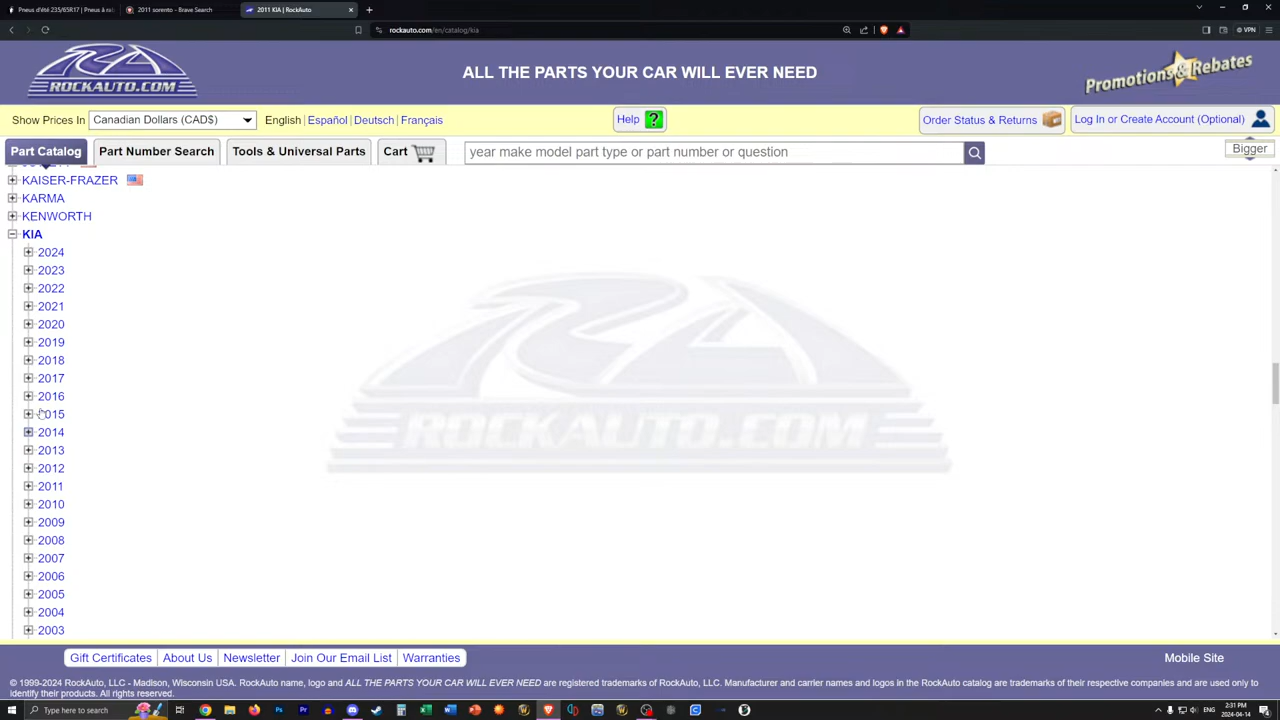 Pneus d'été 235/65R17 | Pneus à ra
2011 sorento - Brave Search
2011 KIA | RockAuto
rockauto.com/en/catalog/kia
VPN
ROCKAUTO.COM
ALL THE PARTS YOUR CAR WILL EVER NEED
Promotions & Rebates
Show Prices In
Canadian Dollars (CAD$)
English | Español | Deutsch | Français
Help ?
Order Status & Returns
Log In or Create Account (Optional)
Part Catalog
Part Number Search
Tools & Universal Parts
Cart
year make model part type or part number or question
Bigger
KAISER-FRAZER
KARMA
KENWORTH
KIA
2024
2023
2022
2021
2020
2019
2018
2017
2016
2015
2014
2013
2012
2011
2010
2009
2008
2007
2006
2005
2004
2003
RA
ROCKAUTO.COM
Gift Certificates | About Us | Newsletter | Join Our Email List | Warranties
Mobile Site
© 1999-2024 RockAuto, LLC - Madison, Wisconsin USA. RockAuto name, logo and ALL THE PARTS YOUR CAR WILL EVER NEED are registered trademarks of RockAuto, LLC. Manufacturer and carrier names and logos in the RockAuto catalog are trademarks of their respective companies and are used only to
identify their products. All rights reserved.
Type here to search
ENG
2:31 PM
2024-04-14